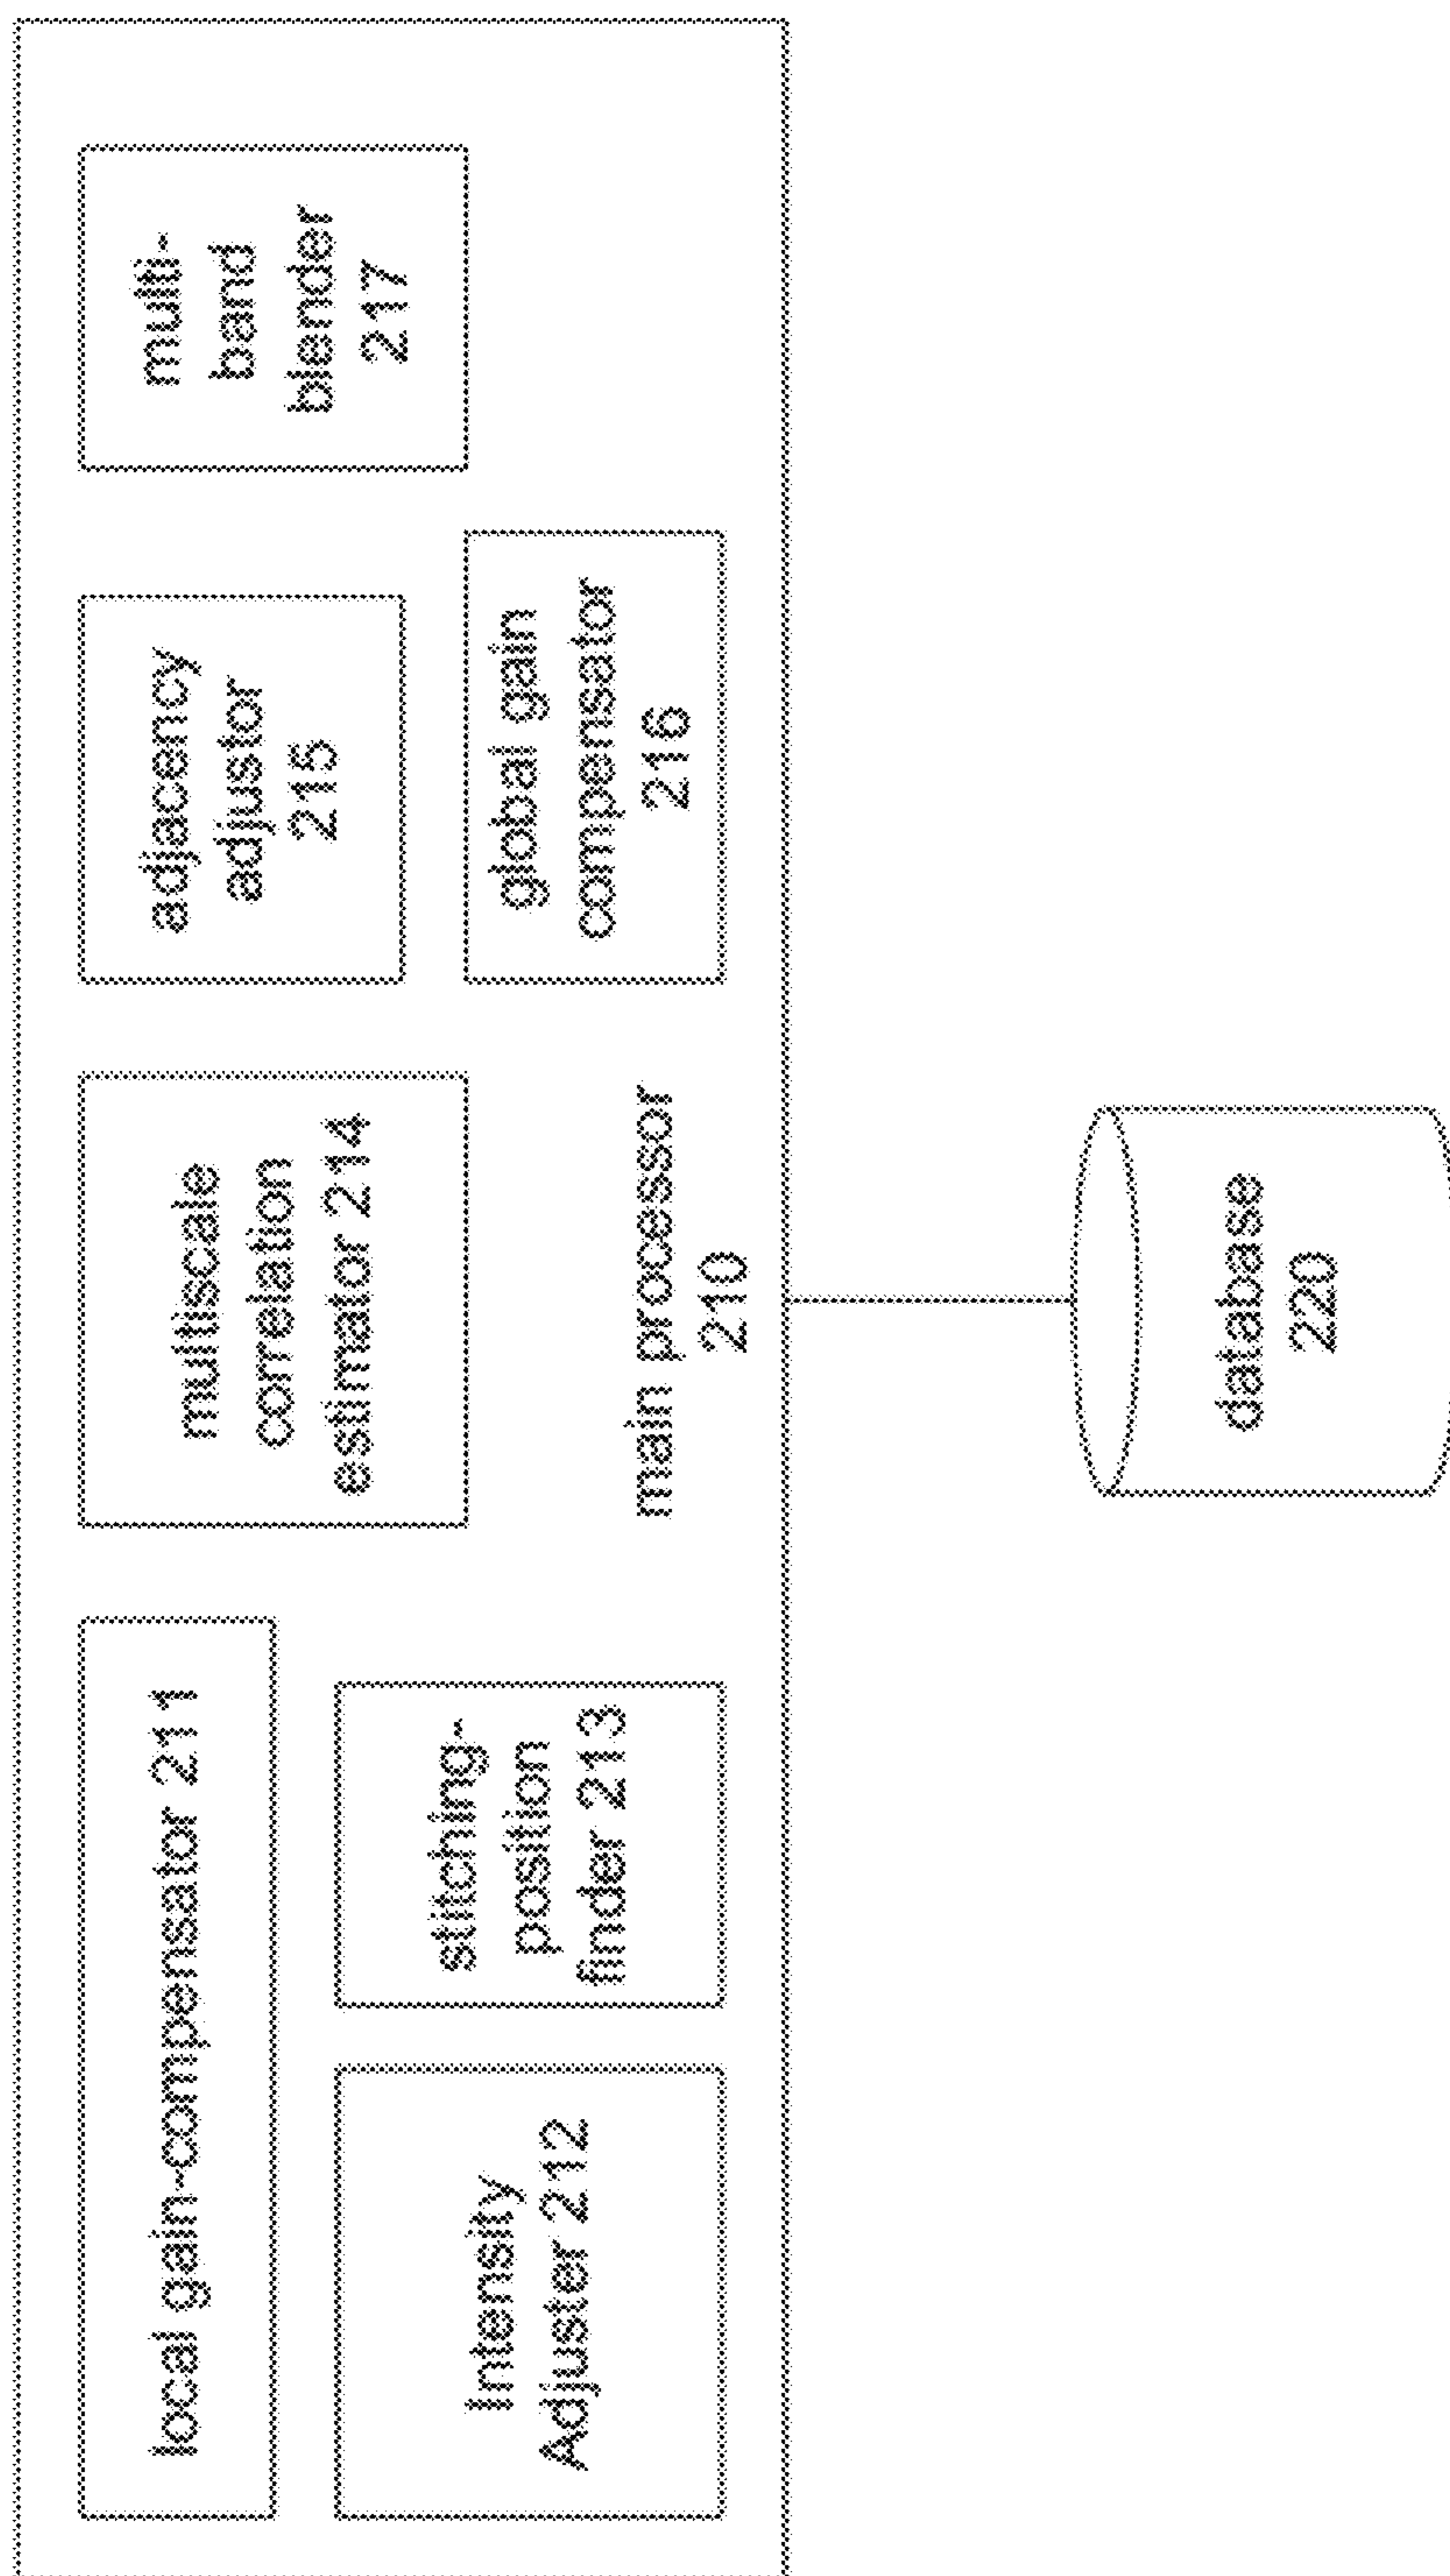 local gain-compensator 211
Intensity
Adjuster 212
stitching-
position
finder 213
multiscale
correlation
estimator 214
adjacency
adjustor
215
global gain
compensator
216
multi-
band
blender
217
main processor
210
database
220